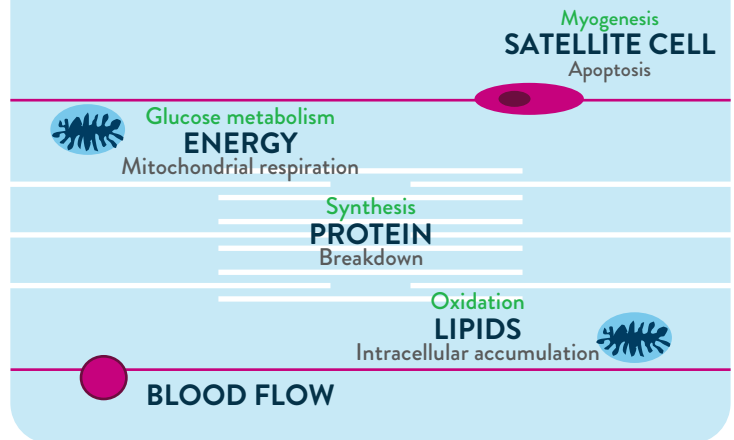 Myogenesis
SATELLITE CELL
Apoptosis
Glucose metabolism
ENERGY
Mitochondrial respiration
Synthesis
PROTEIN
Breakdown
Oxidation
LIPIDS
Intracellular accumulation
BLOOD FLOW